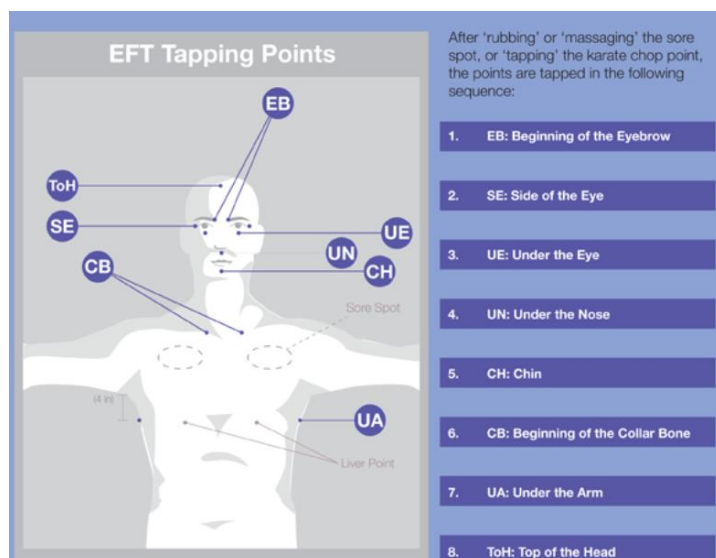 EFT Tapping Points
EB
ToH
SE
UE
UN
CB
CH
Sore Spot
(4 in)
UA
Liver Point
After ‘rubbing’ or ‘massaging’ the sore
spot, or ‘tapping’ the karate chop point,
the points are tapped in the following
sequence:
1. EB: Beginning of the Eyebrow
2. SE: Side of the Eye
3. UE: Under the Eye
4. UN: Under the Nose
5. CH: Chin
6. CB: Beginning of the Collar Bone
7. UA: Under the Arm
8. ToH: Top of the Head